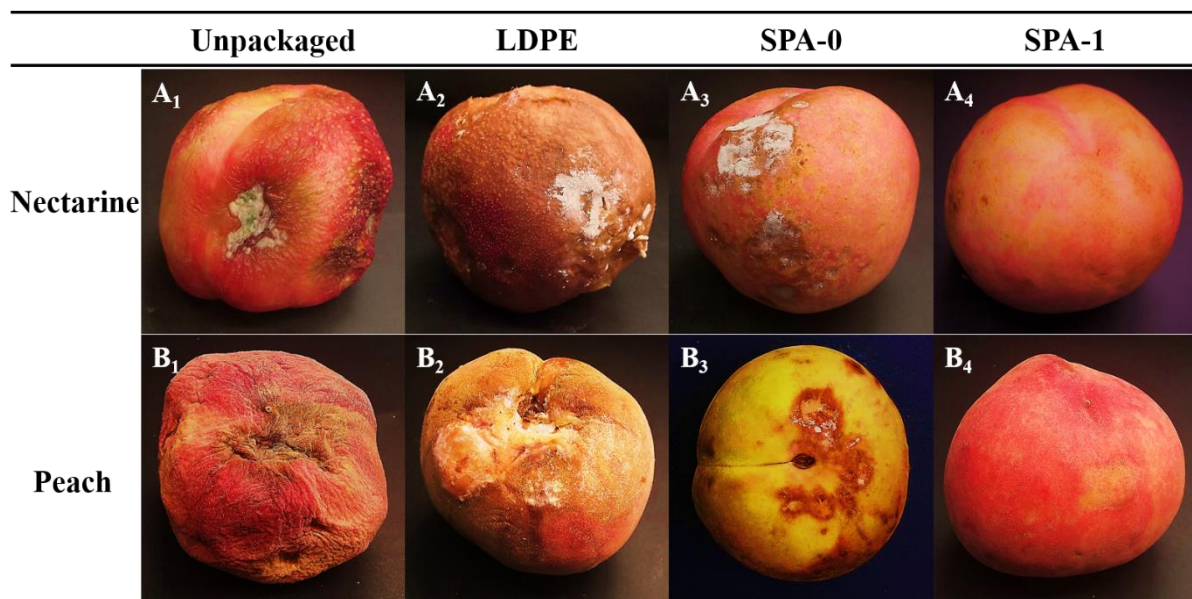 Unpackaged LDPE SPA-0 SPA-1
Nectarine
A₁ A₂ A₃ A₄
Peach
B₁ B₂ B₃ B₄